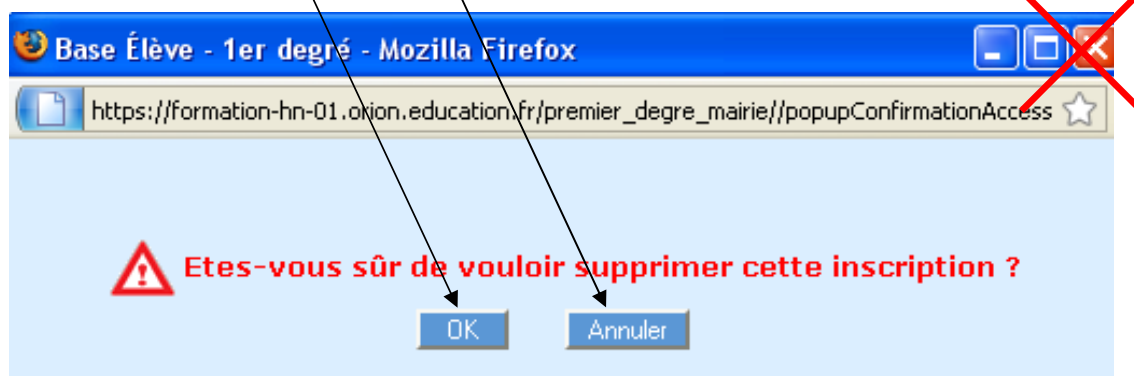 Base Élève - 1er degré - Mozilla Firefox
https://formation-hn-01.orion.education.fr/premier_degre_mairie//popupConfirmationAccess
Etes-vous sûr de vouloir supprimer cette inscription ?
OK Annuler